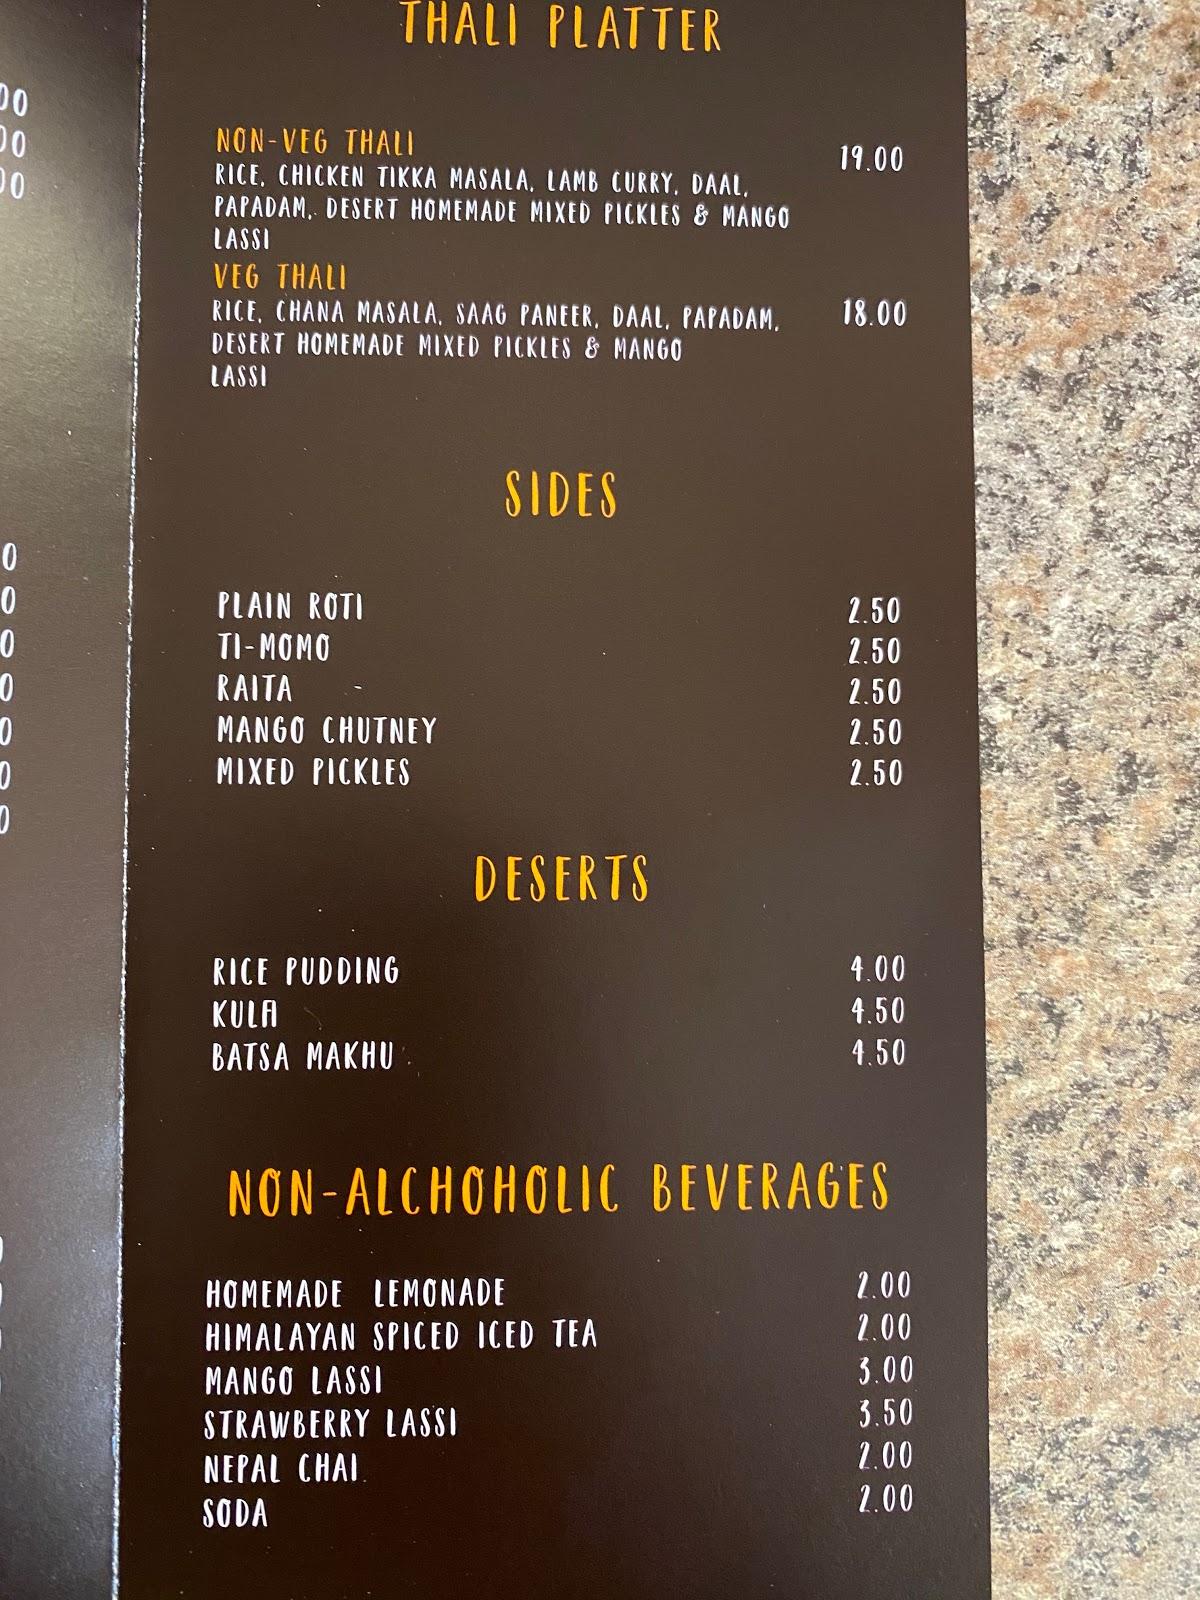 THALI PLATTER
NON-VEG THALI 19.00
RICE, CHICKEN TIKKA MASALA, LAMB CURRY, DAAL,
PAPADAM, DESERT HOMEMADE MIXED PICKLES & MANGO
LASSI
VEG THALI
RICE, CHANA MASALA, SAAG PANEER, DAAL, PAPADAM, 18.00
DESERT HOMEMADE MIXED PICKLES & MANGO
LASSI
SIDES
PLAIN ROTI 2.50
TI-MOMO 2.50
RAITA 2.50
MANGO CHUTNEY 2.50
MIXED PICKLES 2.50
DESERTS
RICE PUDDING 4.00
KULFI 4.50
BATSA MAKHU 4.50
NON-ALCHOHOLIC BEVERAGES
HOMEMADE LEMONADE 2.00
HIMALAYAN SPICED ICED TEA 2.00
MANGO LASSI 3.00
STRAWBERRY LASSI 3.50
NEPAL CHAI 2.00
SODA 2.00